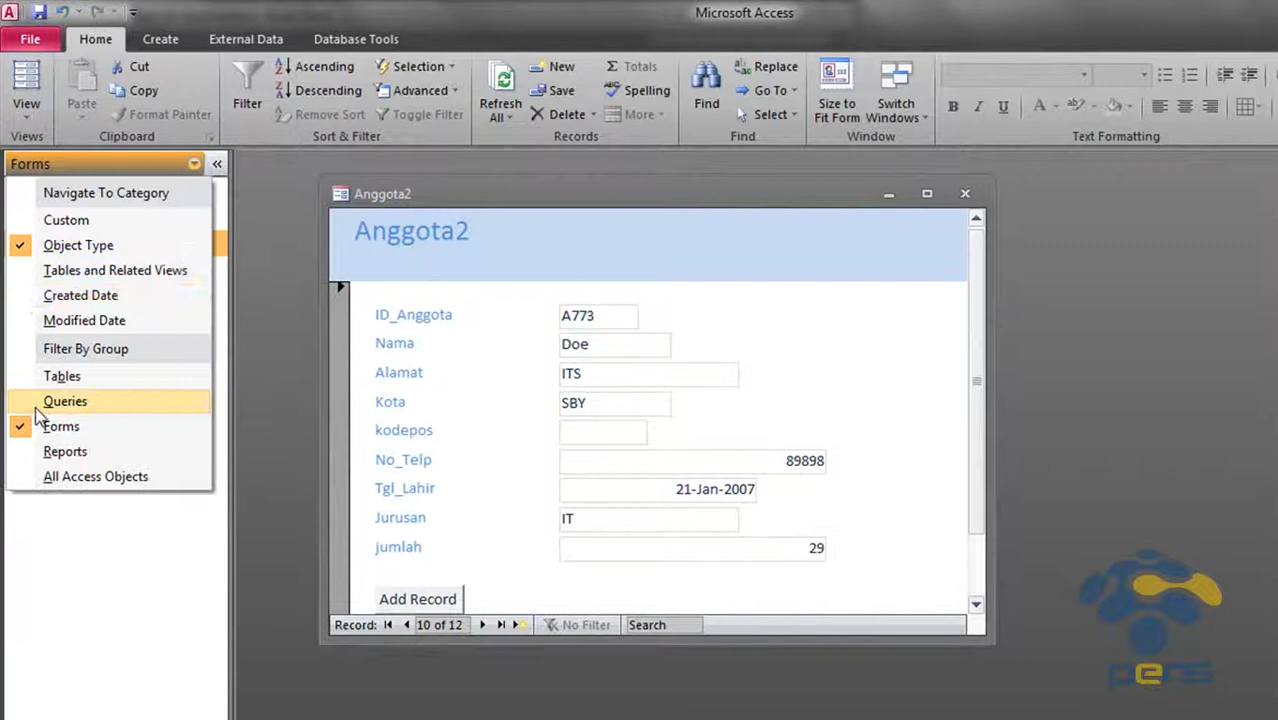 Microsoft Access
File Home Create External Data Database Tools
Cut Ascending Selection New Totals Replace
View Paste Copy Filter Descending Advanced Refresh All Save Spelling Find Go To Size to Fit Form Switch Windows
Format Painter Remove Sort Toggle Filter Delete More Select
Views Clipboard Sort & Filter Records Find Window Text Formatting
B I U A ab
Forms «
Navigate To Category
Custom
Object Type
Tables and Related Views
Created Date
Modified Date
Filter By Group
Tables
Queries
Forms
Reports
All Access Objects
Anggota2
Anggota2
ID_Anggota A773
Nama Doe
Alamat ITS
Kota SBY
kodepos
No_Telp 89898
Tgl_Lahir 21-Jan-2007
Jurusan IT
jumlah 29
Add Record
Record: 10 of 12 No Filter Search
pens